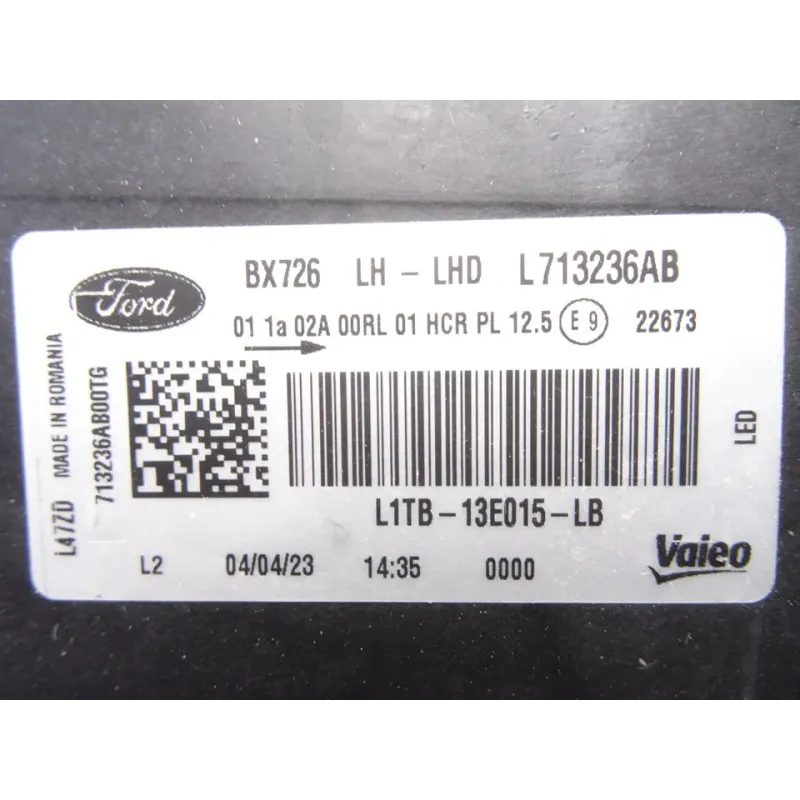 Ford
BX726 LH - LHD L713236AB
01 1a 02A 00RL 01 HCR PL 12.5 E 9 22673
L47ZD MADE IN ROMANIA
713236AB00TG
LED
L1TB-13E015-LB
L2 04/04/23 14:35 0000
Valeo